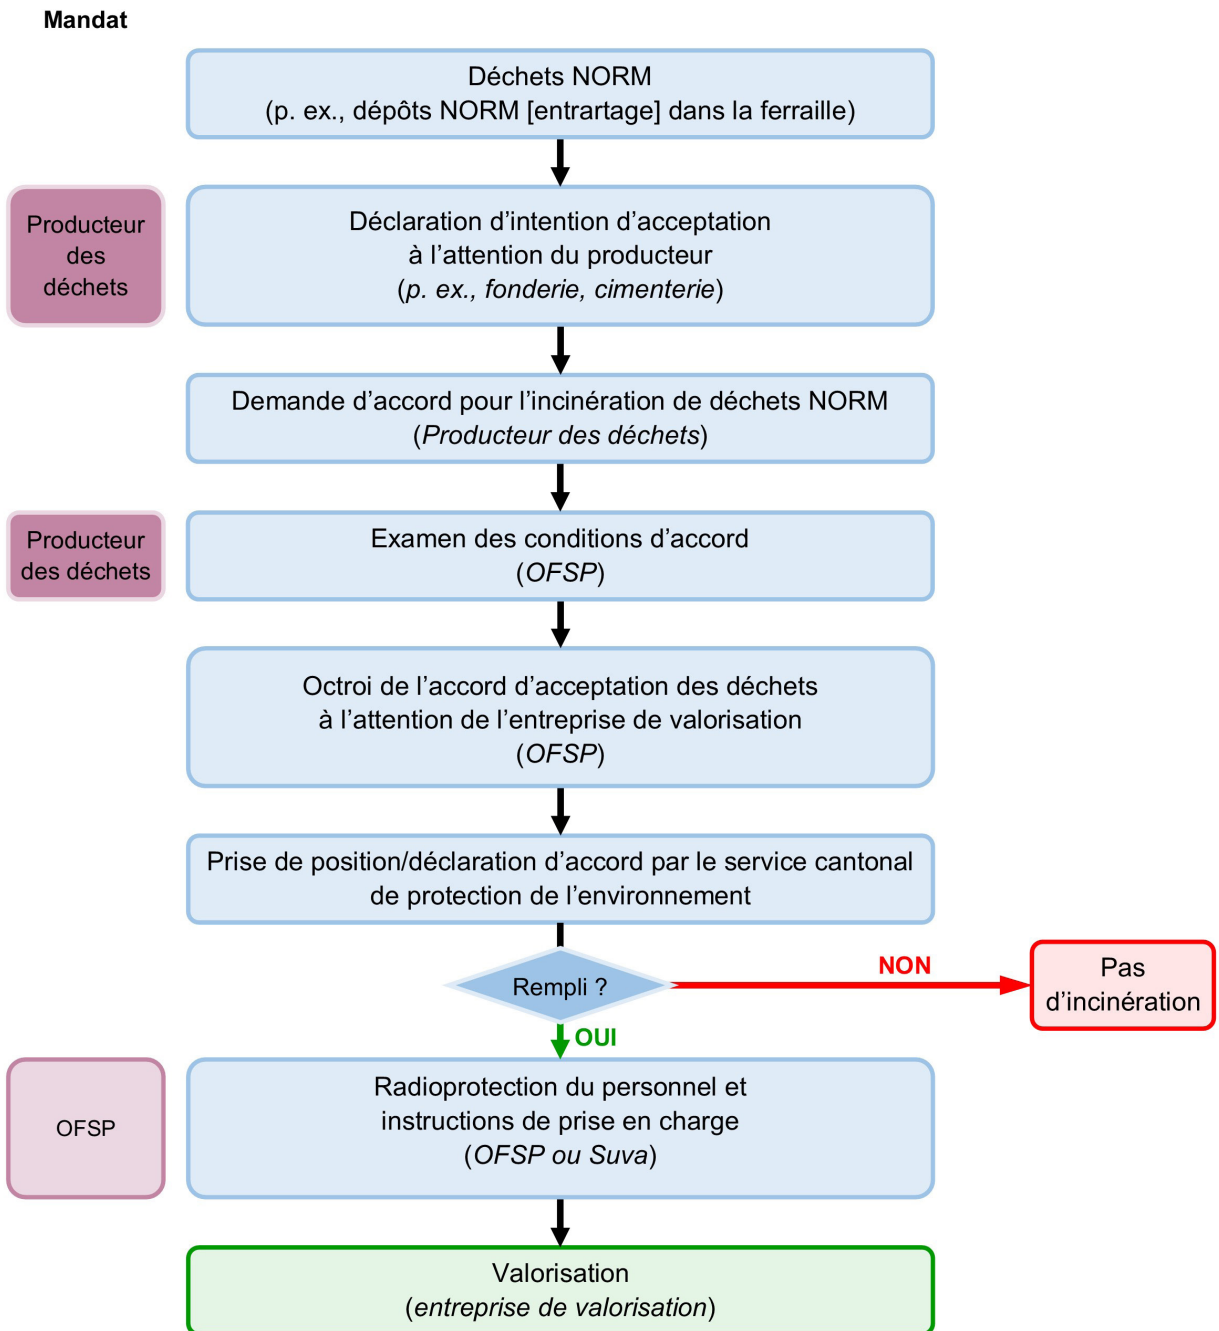 Mandat
Déchets NORM
(p. ex., dépôts NORM [entrartage] dans la ferraille)
Producteur
des
déchets
Déclaration d’intention d’acceptation
à l’attention du producteur
(p. ex., fonderie, cimenterie)
Demande d’accord pour l’incinération de déchets NORM
(Producteur des déchets)
Producteur
des déchets
Examen des conditions d’accord
(OFSP)
Octroi de l’accord d’acceptation des déchets
à l’attention de l’entreprise de valorisation
(OFSP)
Prise de position/déclaration d’accord par le service cantonal
de protection de l’environnement
Rempli ?
NON
Pas
d’incinération
OUI
OFSP
Radioprotection du personnel et
instructions de prise en charge
(OFSP ou Suva)
Valorisation
(entreprise de valorisation)